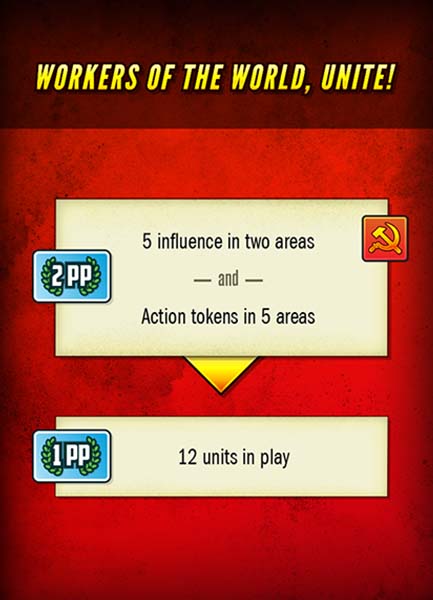 WORKERS OF THE WORLD, UNITE!
5 influence in two areas
2 PP
— and —
Action tokens in 5 areas
1 PP
12 units in play